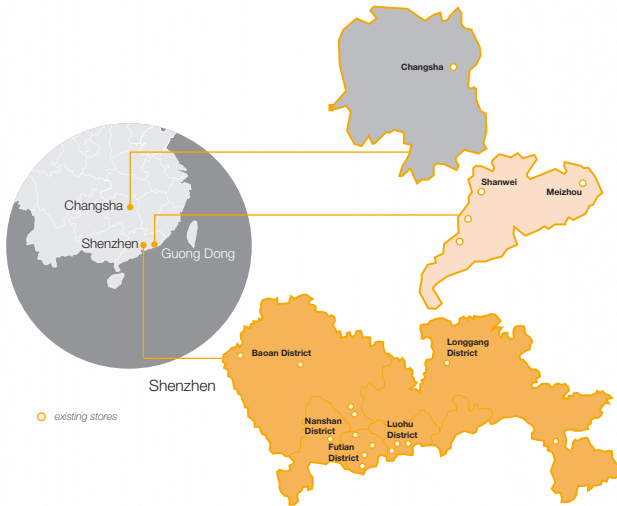 Changsha
Shanwei
Meizhou
Changsha
Shenzhen
Guong Dong
Baoan District
Longgang
District
Shenzhen
existing stores
Nanshan
District
Luohu
District
Futian
District